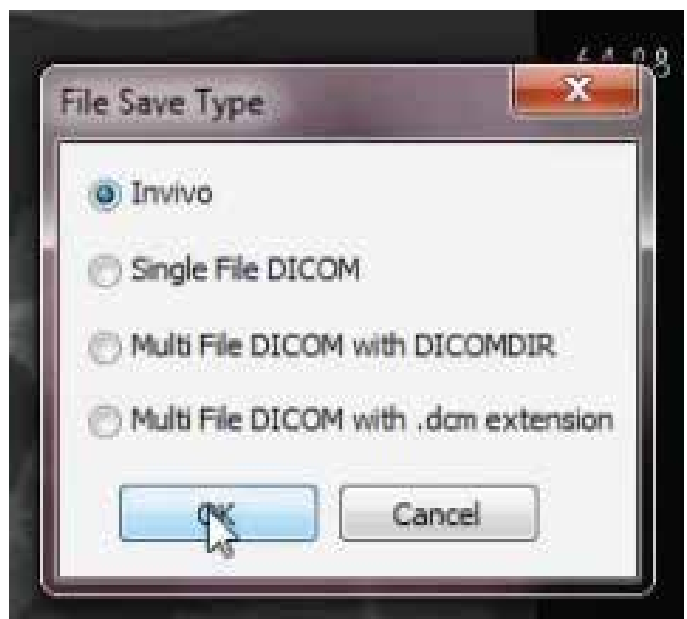 File Save Type
Invivo
Single File DICOM
Multi File DICOM with DICOMDIR
Multi File DICOM with .dcm extension
OK
Cancel